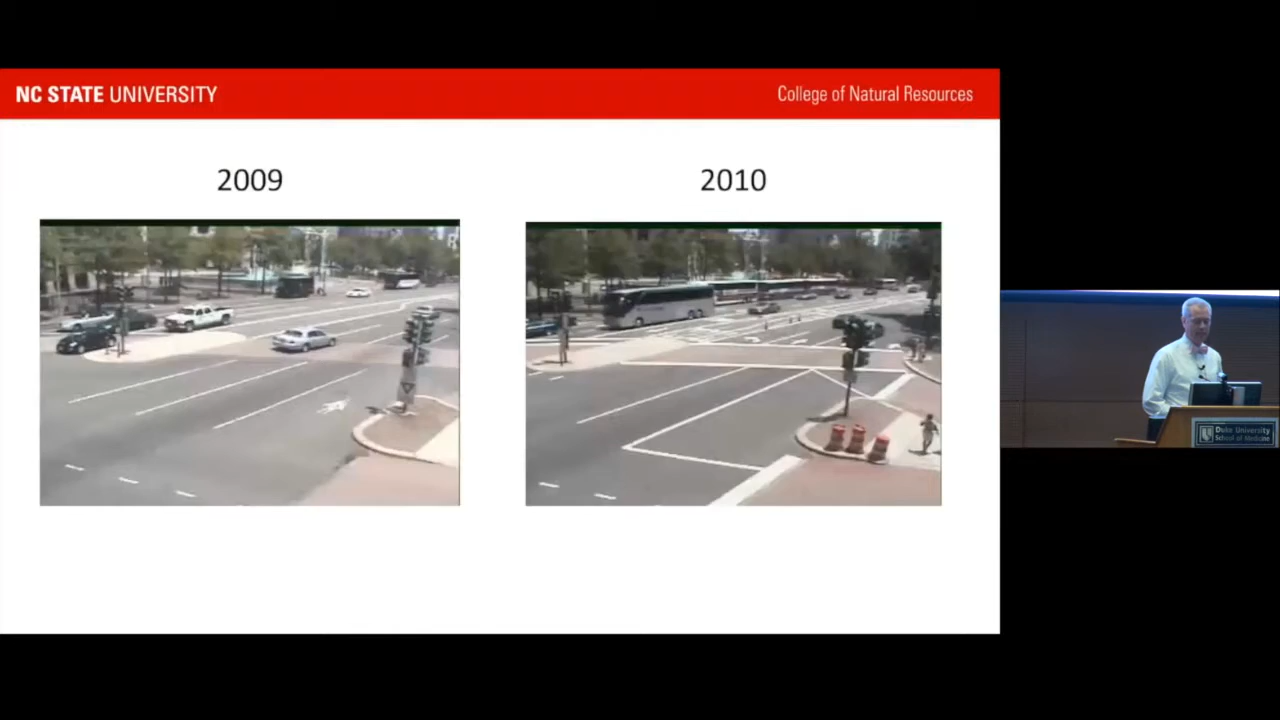 NC STATE UNIVERSITY
College of Natural Resources
2009
2010
Duke University
School of Medicine